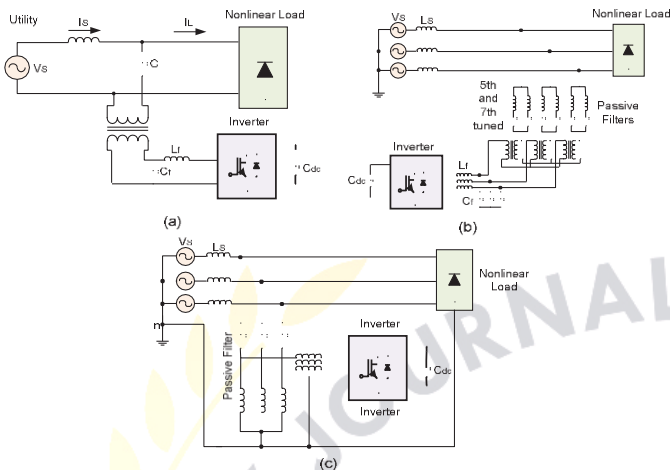 Utility
Is
IL
Nonlinear Load
Vs
C
Inverter
Lf
Cf
Cdc
(a)
Nonlinear Load
Vs
Ls
5th
and
7th
tuned
Passive
Filters
Inverter
Lf
Cdc
Cf
(b)
Vs
Ls
Nonlinear
Load
n
Passive Filter
Inverter
Cdc
Inverter
(c)
JOURNAL